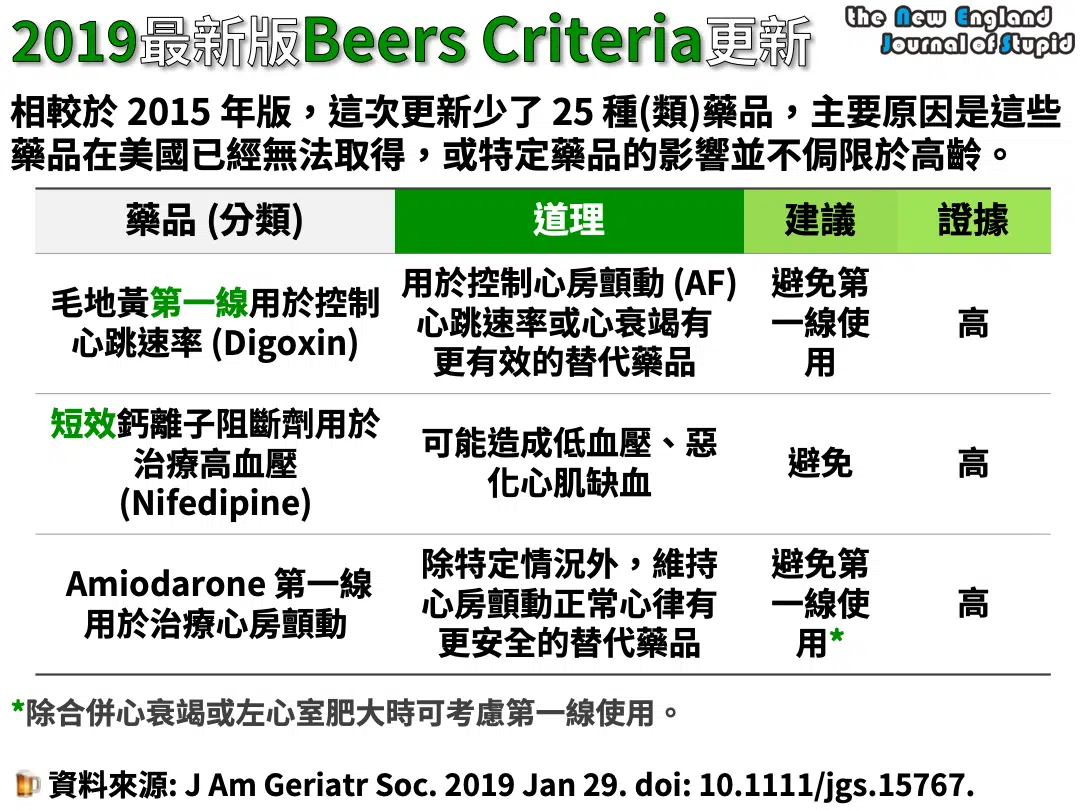 2019最新版Beers Criteria更新
the New England
Journal of Stupid
相較於 2015 年版，這次更新少了 25 種(類)藥品，主要原因是這些
藥品在美國已經無法取得，或特定藥品的影響並不侷限於高齡。
藥品 (分類) 道理 建議 證據
毛地黃第一線用於控制
心跳速率 (Digoxin)
用於控制心房顫動 (AF)
心跳速率或心衰竭有
更有效的替代藥品
避免第
一線使
用
高
短效鈣離子阻斷劑用於
治療高血壓
(Nifedipine)
可能造成低血壓、惡
化心肌缺血
避免
高
Amiodarone 第一線
用於治療心房顫動
除特定情況外，維持
心房顫動正常心律有
更安全的替代藥品
避免第
一線使
用*
高
*除合併心衰竭或左心室肥大時可考慮第一線使用。
資料來源: J Am Geriatr Soc. 2019 Jan 29. doi: 10.1111/jgs.15767.